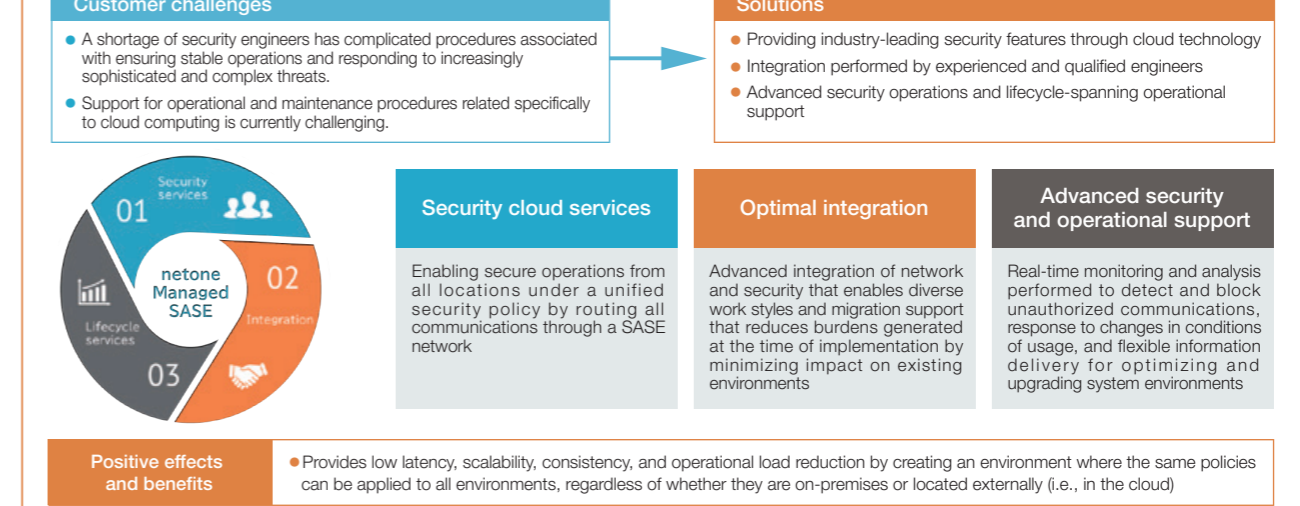 Customer challenges
● A shortage of security engineers has complicated procedures associated
with ensuring stable operations and responding to increasingly
sophisticated and complex threats.
● Support for operational and maintenance procedures related specifically
to cloud computing is currently challenging.
Solutions
● Providing industry-leading security features through cloud technology
● Integration performed by experienced and qualified engineers
● Advanced security operations and lifecycle-spanning operational
support
01
Security
services
netone
Managed
SASE
02
Integration
Lifecycle
services
03
Security cloud services
Enabling secure operations from
all locations under a unified
security policy by routing all
communications through a SASE
network
Optimal integration
Advanced integration of network
and security that enables diverse
work styles and migration support
that reduces burdens generated
at the time of implementation by
minimizing impact on existing
environments
Advanced security
and operational support
Real-time monitoring and analysis
performed to detect and block
unauthorized communications,
response to changes in conditions
of usage, and flexible information
delivery for optimizing and
upgrading system environments
Positive effects
and benefits
● Provides low latency, scalability, consistency, and operational load reduction by creating an environment where the same policies
can be applied to all environments, regardless of whether they are on-premises or located externally (i.e., in the cloud)